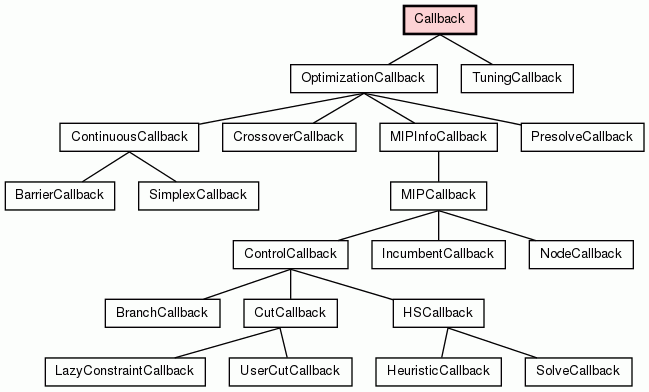 Callback
OptimizationCallback
TuningCallback
ContinuousCallback
CrossoverCallback
MIPInfoCallback
PresolveCallback
BarrierCallback
SimplexCallback
MIPCallback
ControlCallback
IncumbentCallback
NodeCallback
BranchCallback
CutCallback
HSCallback
LazyConstraintCallback
UserCutCallback
HeuristicCallback
SolveCallback